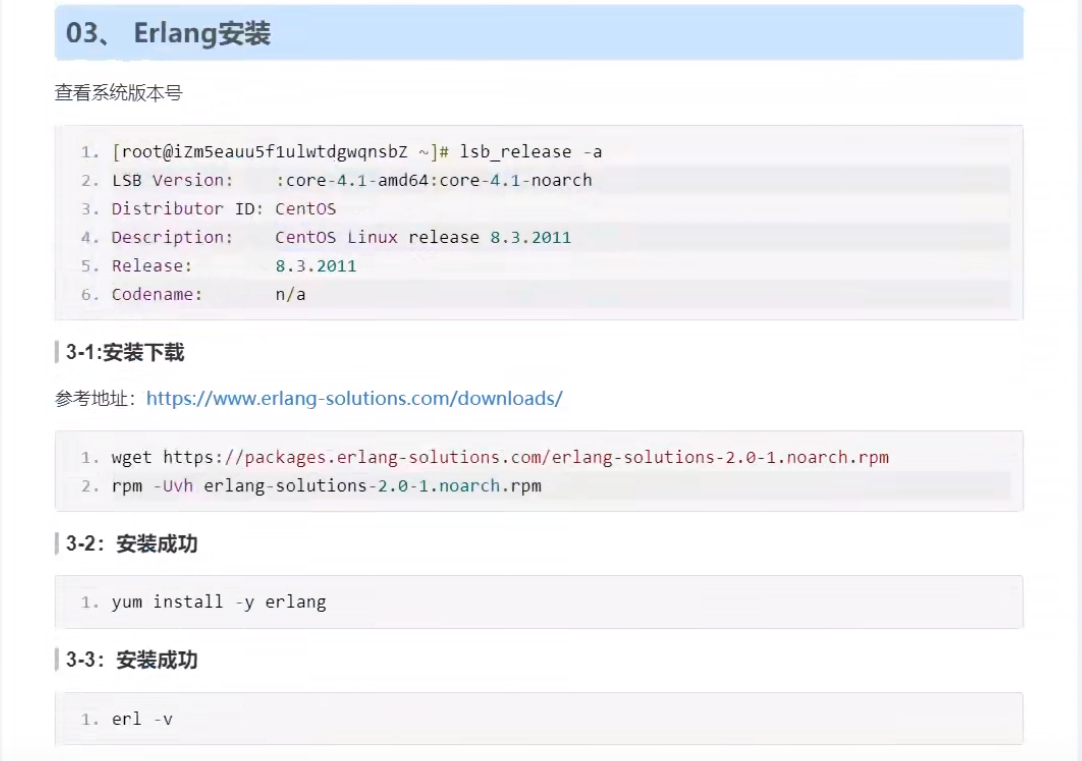 03、 Erlang安装
查看系统版本号
1. [root@iZm5eauu5f1ulwtdgwqnsbZ ~]# lsb_release -a
2. LSB Version:    :core-4.1-amd64:core-4.1-noarch
3. Distributor ID: CentOS
4. Description:    CentOS Linux release 8.3.2011
5. Release:        8.3.2011
6. Codename:       n/a
3-1:安装下载
参考地址：https://www.erlang-solutions.com/downloads/
1. wget https://packages.erlang-solutions.com/erlang-solutions-2.0-1.noarch.rpm
2. rpm -Uvh erlang-solutions-2.0-1.noarch.rpm
3-2：安装成功
1. yum install -y erlang
3-3：安装成功
1. erl -v